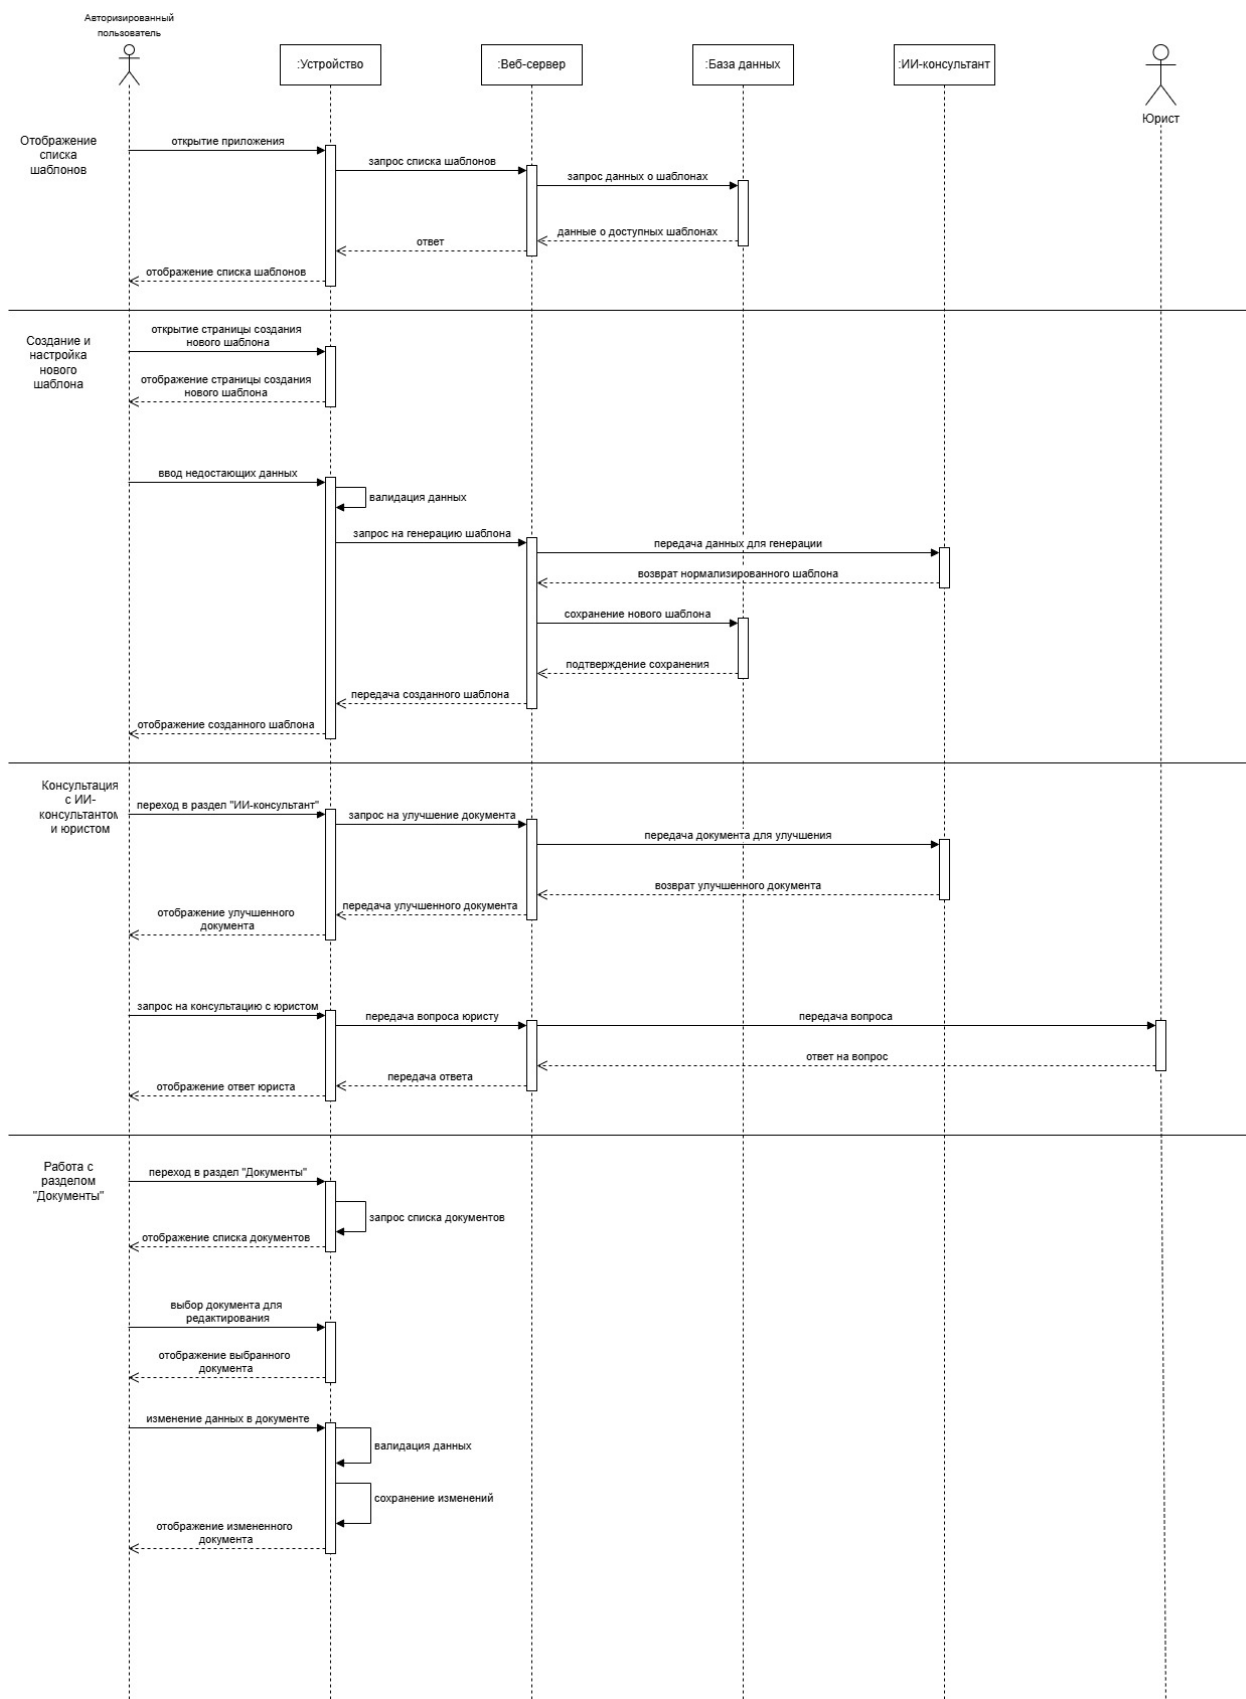 Авторизированный
пользователь
:Устройство
:Веб-сервер
:База данных
:ИИ-консультант
Юрист
Отображение
списка
шаблонов
открытие приложения
запрос списка шаблонов
запрос данных о шаблонах
данные о доступных шаблонах
ответ
отображение списка шаблонов
Создание и
настройка
нового
шаблона
открытие страницы создания
нового шаблона
отображение страницы создания
нового шаблона
ввод недостающих данных
валидация данных
запрос на генерацию шаблона
передача данных для генерации
возврат нормализированного шаблона
сохранение нового шаблона
подтверждение сохранения
передача созданного шаблона
отображение созданного шаблона
Консультация
с ИИ-
консультантом
и юристом
переход в раздел "ИИ-консультант"
запрос на улучшение документа
передача документа для улучшения
возврат улучшенного документа
передача улучшенного документа
отображение улучшенного
документа
запрос на консультацию с юристом
передача вопроса юристу
передача вопроса
ответ на вопрос
передача ответа
отображение ответ юриста
Работа с
разделом
"Документы"
переход в раздел "Документы"
запрос списка документов
отображение списка документов
выбор документа для
редактирования
отображение выбранного
документа
изменение данных в документе
валидация данных
сохранение изменений
отображение измененного
документа